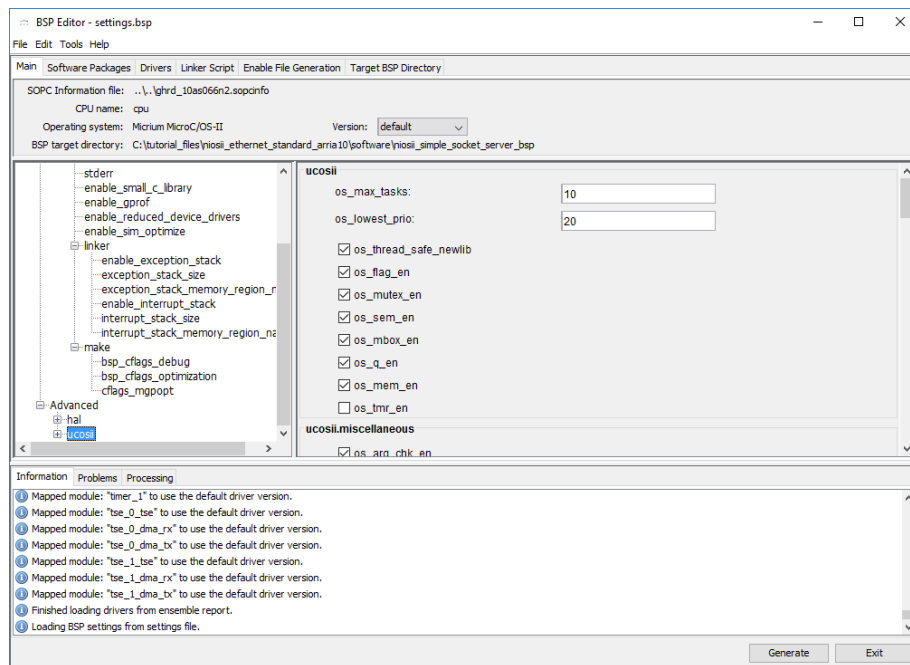 BSP Editor - settings.bsp
File Edit Tools Help
Main Software Packages Drivers Linker Script Enable File Generation Target BSP Directory
SOPC Information file: ..\..\ghrd_10as066n2.sopcinfo
CPU name: cpu
Operating system: Micrium MicroC/OS-II Version: default
BSP target directory: C:\tutorial_files\niosii_ethernet_standard_arria10\software\niosii_simple_socket_server_bsp
stderr
enable_small_c_library
enable_gprof
enable_reduced_device_drivers
enable_sim_optimize
linker
enable_exception_stack
exception_stack_size
exception_stack_memory_region_n
enable_interrupt_stack
interrupt_stack_size
interrupt_stack_memory_region_na
make
bsp_cflags_debug
bsp_cflags_optimization
cflags_mgpopt
Advanced
hal
ucosii
ucosii
os_max_tasks: 10
os_lowest_prio: 20
os_thread_safe_newlib
os_flag_en
os_mutex_en
os_sem_en
os_mbox_en
os_q_en
os_mem_en
os_tmr_en
ucosii.miscellaneous
os_arg_chk_en
Information Problems Processing
Mapped module: "timer_1" to use the default driver version.
Mapped module: "tse_0_tse" to use the default driver version.
Mapped module: "tse_0_dma_rx" to use the default driver version.
Mapped module: "tse_0_dma_tx" to use the default driver version.
Mapped module: "tse_1_tse" to use the default driver version.
Mapped module: "tse_1_dma_rx" to use the default driver version.
Mapped module: "tse_1_dma_tx" to use the default driver version.
Finished loading drivers from ensemble report.
Loading BSP settings from settings file.
Generate Exit